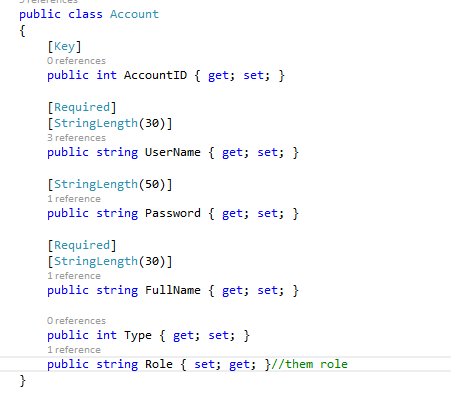 public class Account
{
[Key]
0 references
public int AccountID { get; set; }
[Required]
[StringLength(30)]
3 references
public string UserName { get; set; }
[StringLength(50)]
1 reference
public string Password { get; set; }
[Required]
[StringLength(30)]
1 reference
public string FullName { get; set; }
0 references
public int Type { get; set; }
1 reference
public string Role { set; get; }//them role
}